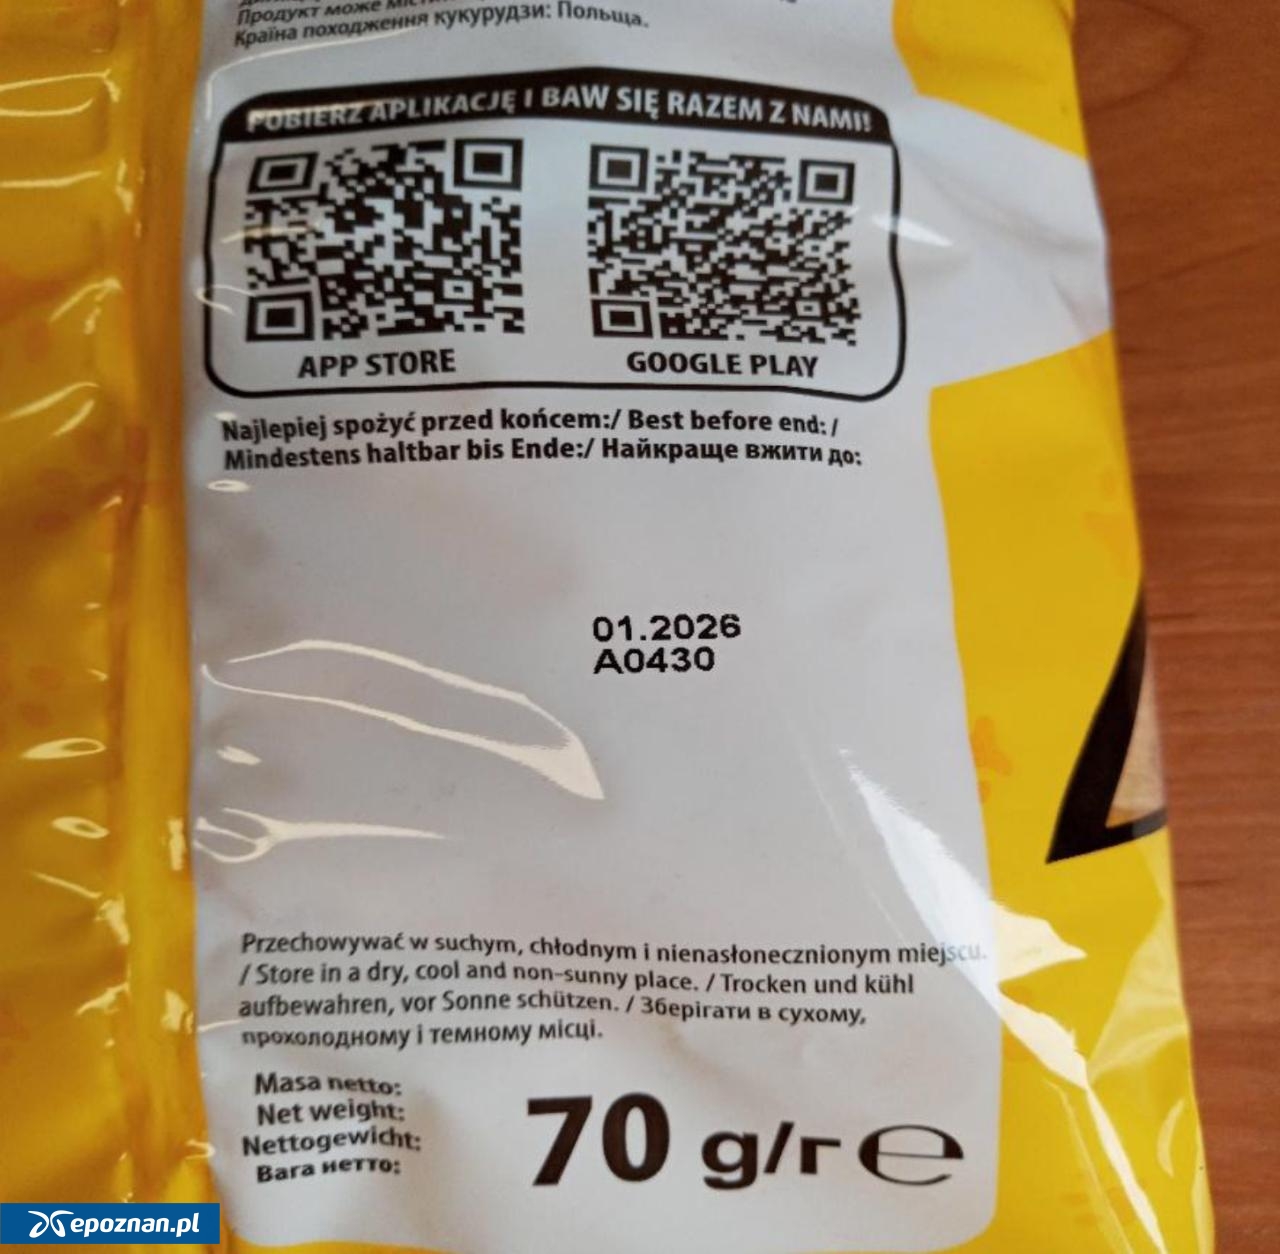 Продукт може
Країна походження кукурудзи: Польща.
POBIERZ APLIKACJĘ I BAW SIĘ RAZEM Z NAMI!
APP STORE
GOOGLE PLAY
Najlepiej spożyć przed końcem:/ Best before end: /
Mindestens haltbar bis Ende:/ Найкраще вжити до:
01.2026
A0430
Przechowywać w suchym, chłodnym i nienasłonecznionym miejscu.
/ Store in a dry, cool and non-sunny place. / Trocken und kühl
aufbewahren, vor Sonne schützen. / Зберігати в сухому,
прохолодному і темному місці.
Masa netto:
Net weight:
Nettogewicht:
Вага нетто:
70 g/г ℮
epoznan.pl